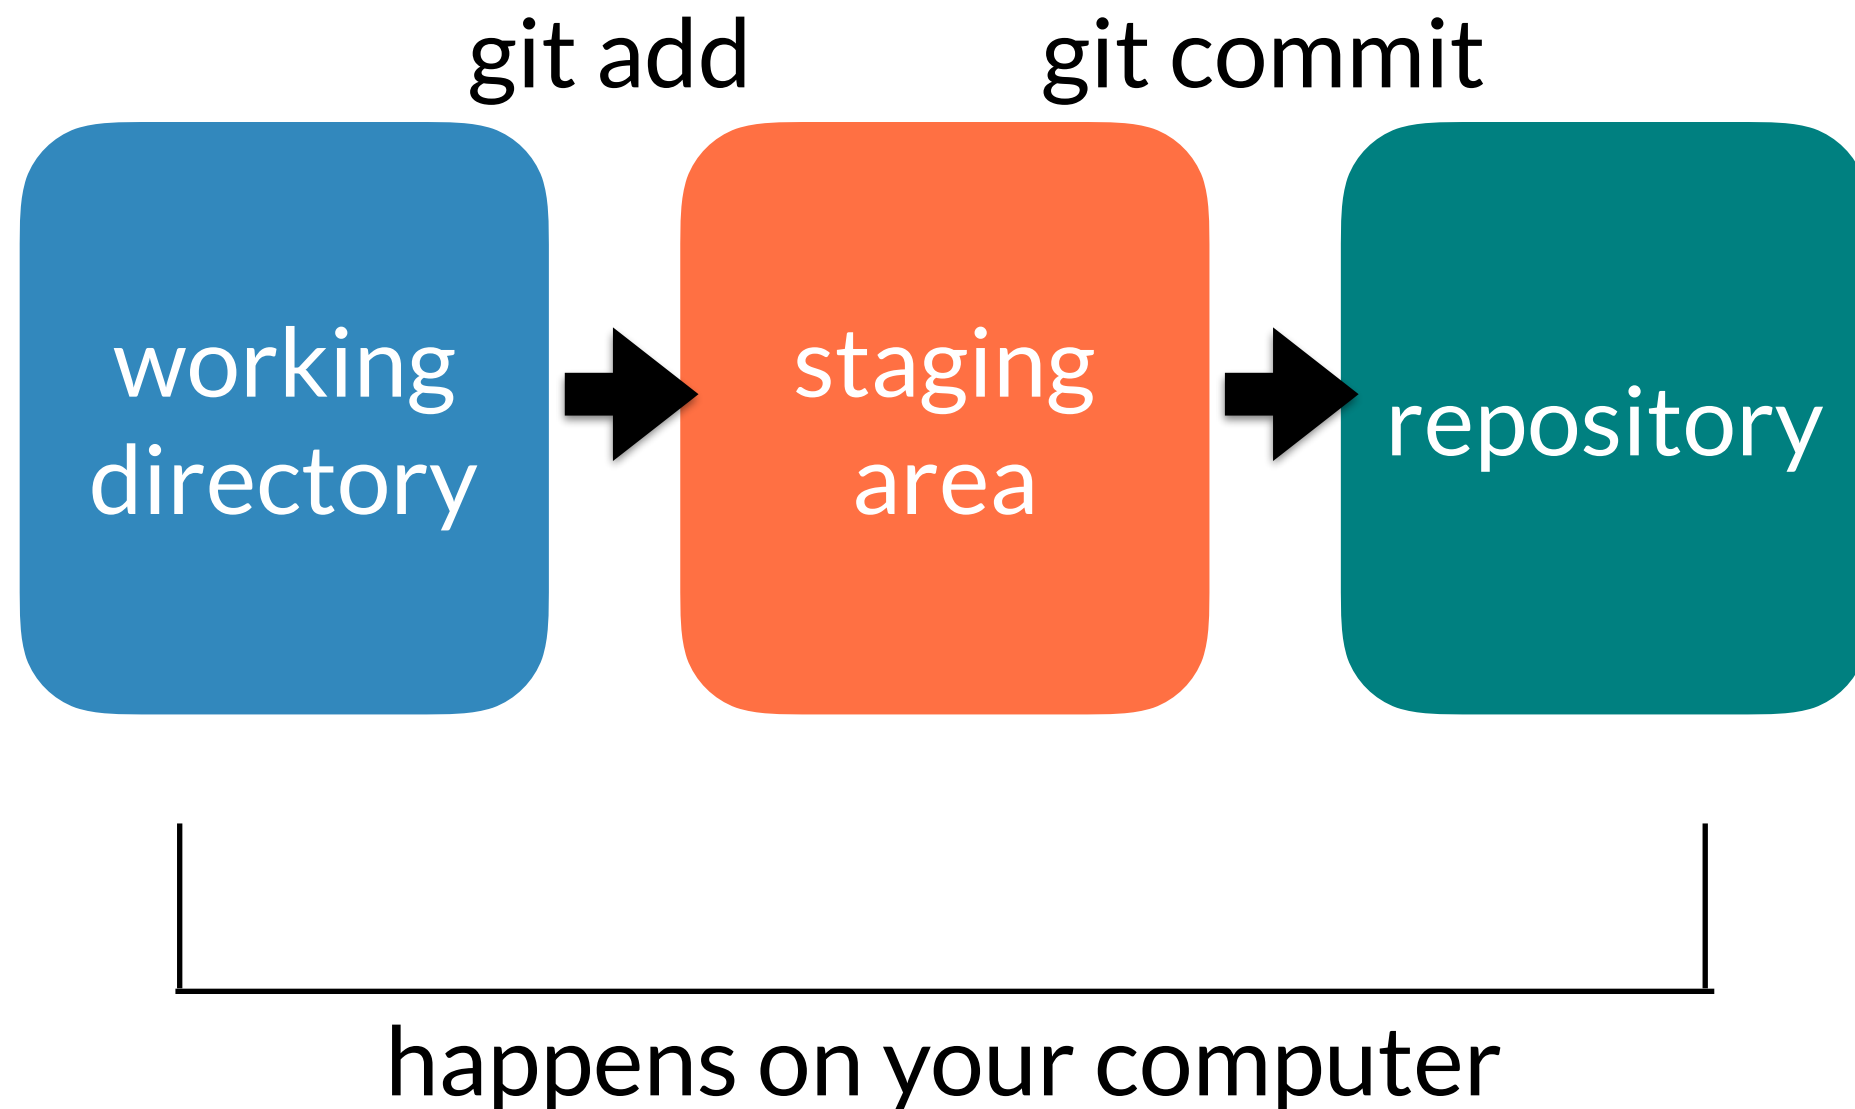 git add
git commit
working
directory
staging
area
repository
happens on your computer